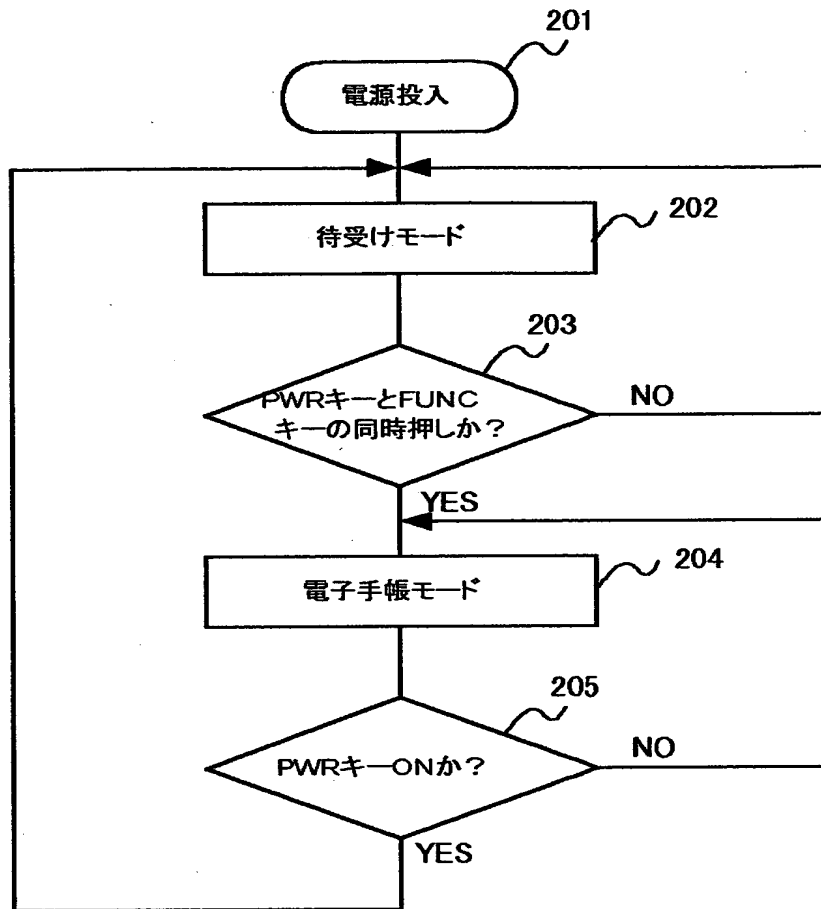 201
電源投入
202
待受けモード
203
PWRキーとFUNC
キーの同時押しか？
NO
YES
204
電子手帳モード
205
PWRキーONか？
NO
YES